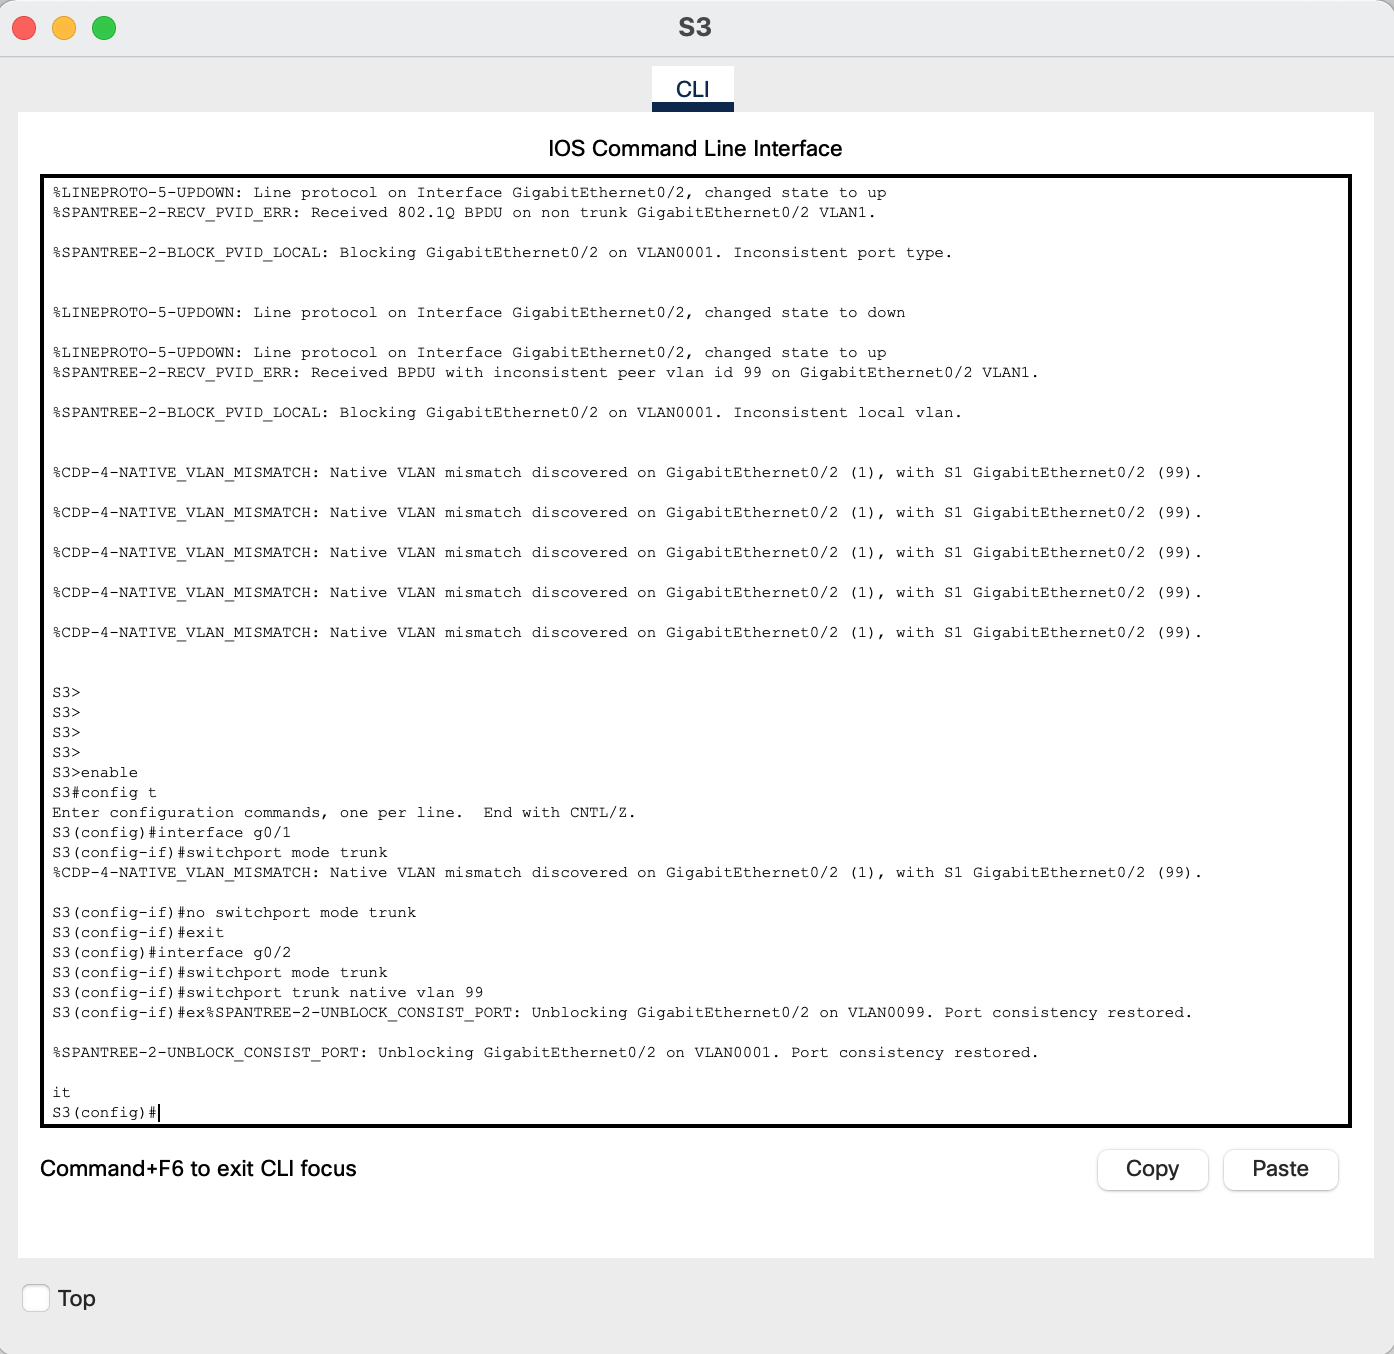 S3
CLI
IOS Command Line Interface
%LINEPROTO-5-UPDOWN: Line protocol on Interface GigabitEthernet0/2, changed state to up
%SPANTREE-2-RECV_PVID_ERR: Received 802.1Q BPDU on non trunk GigabitEthernet0/2 VLAN1.
%SPANTREE-2-BLOCK_PVID_LOCAL: Blocking GigabitEthernet0/2 on VLAN0001. Inconsistent port type.
%LINEPROTO-5-UPDOWN: Line protocol on Interface GigabitEthernet0/2, changed state to down
%LINEPROTO-5-UPDOWN: Line protocol on Interface GigabitEthernet0/2, changed state to up
%SPANTREE-2-RECV_PVID_ERR: Received BPDU with inconsistent peer vlan id 99 on GigabitEthernet0/2 VLAN1.
%SPANTREE-2-BLOCK_PVID_LOCAL: Blocking GigabitEthernet0/2 on VLAN0001. Inconsistent local vlan.
%CDP-4-NATIVE_VLAN_MISMATCH: Native VLAN mismatch discovered on GigabitEthernet0/2 (1), with S1 GigabitEthernet0/2 (99).
%CDP-4-NATIVE_VLAN_MISMATCH: Native VLAN mismatch discovered on GigabitEthernet0/2 (1), with S1 GigabitEthernet0/2 (99).
%CDP-4-NATIVE_VLAN_MISMATCH: Native VLAN mismatch discovered on GigabitEthernet0/2 (1), with S1 GigabitEthernet0/2 (99).
%CDP-4-NATIVE_VLAN_MISMATCH: Native VLAN mismatch discovered on GigabitEthernet0/2 (1), with S1 GigabitEthernet0/2 (99).
%CDP-4-NATIVE_VLAN_MISMATCH: Native VLAN mismatch discovered on GigabitEthernet0/2 (1), with S1 GigabitEthernet0/2 (99).
S3>
S3>
S3>
S3>
S3>enable
S3#config t
Enter configuration commands, one per line.  End with CNTL/Z.
S3(config)#interface g0/1
S3(config-if)#switchport mode trunk
%CDP-4-NATIVE_VLAN_MISMATCH: Native VLAN mismatch discovered on GigabitEthernet0/2 (1), with S1 GigabitEthernet0/2 (99).
S3(config-if)#no switchport mode trunk
S3(config-if)#exit
S3(config)#interface g0/2
S3(config-if)#switchport mode trunk
S3(config-if)#switchport trunk native vlan 99
S3(config-if)#ex%SPANTREE-2-UNBLOCK_CONSIST_PORT: Unblocking GigabitEthernet0/2 on VLAN0099. Port consistency restored.
%SPANTREE-2-UNBLOCK_CONSIST_PORT: Unblocking GigabitEthernet0/2 on VLAN0001. Port consistency restored.
it
S3(config)#
Command+F6 to exit CLI focus
Copy
Paste
Top